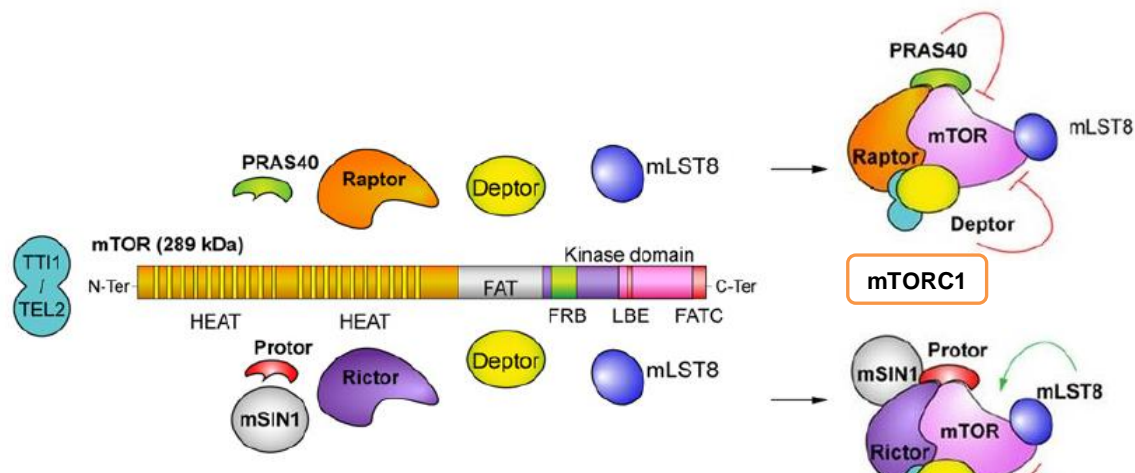 PRAS40
mTOR
mLST8
Raptor
Deptor
mTORC1
PRAS40
Raptor
Deptor
mLST8
TTI1
/
TEL2
mTOR (289 kDa)
Kinase domain
N-Ter
FAT
C-Ter
HEAT
HEAT
FRB
LBE
FATC
Protor
mSIN1
Rictor
Deptor
mLST8
mSIN1
Protor
mLST8
mTOR
Rictor